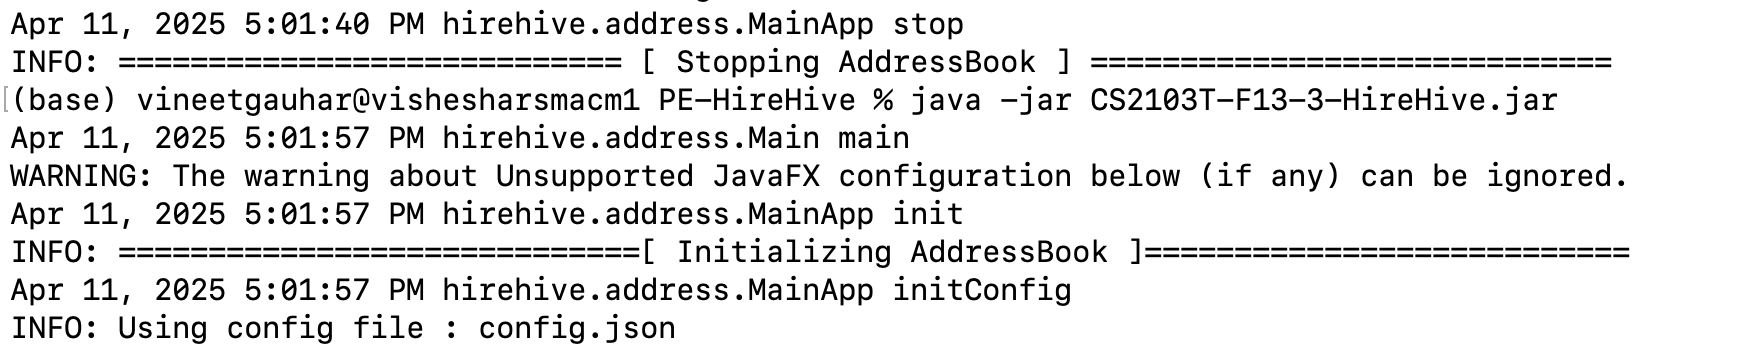 Apr 11, 2025 5:01:40 PM hirehive.address.MainApp stop
INFO: ============================ [ Stopping AddressBook ] =============================
[(base) vineetgauhar@vishesharsmacm1 PE-HireHive % java -jar CS2103T-F13-3-HireHive.jar
Apr 11, 2025 5:01:57 PM hirehive.address.Main main
WARNING: The warning about Unsupported JavaFX configuration below (if any) can be ignored.
Apr 11, 2025 5:01:57 PM hirehive.address.MainApp init
INFO: =============================[ Initializing AddressBook ]===========================
Apr 11, 2025 5:01:57 PM hirehive.address.MainApp initConfig
INFO: Using config file : config.json